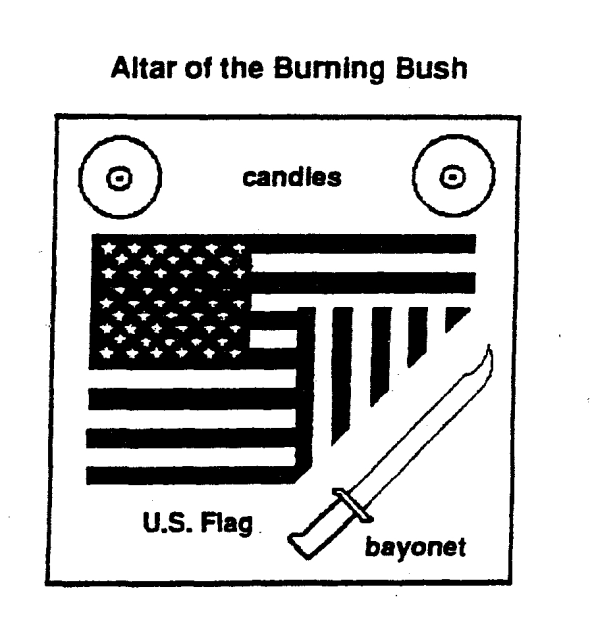 Altar of the Burning Bush
candles
U.S. Flag
bayonet